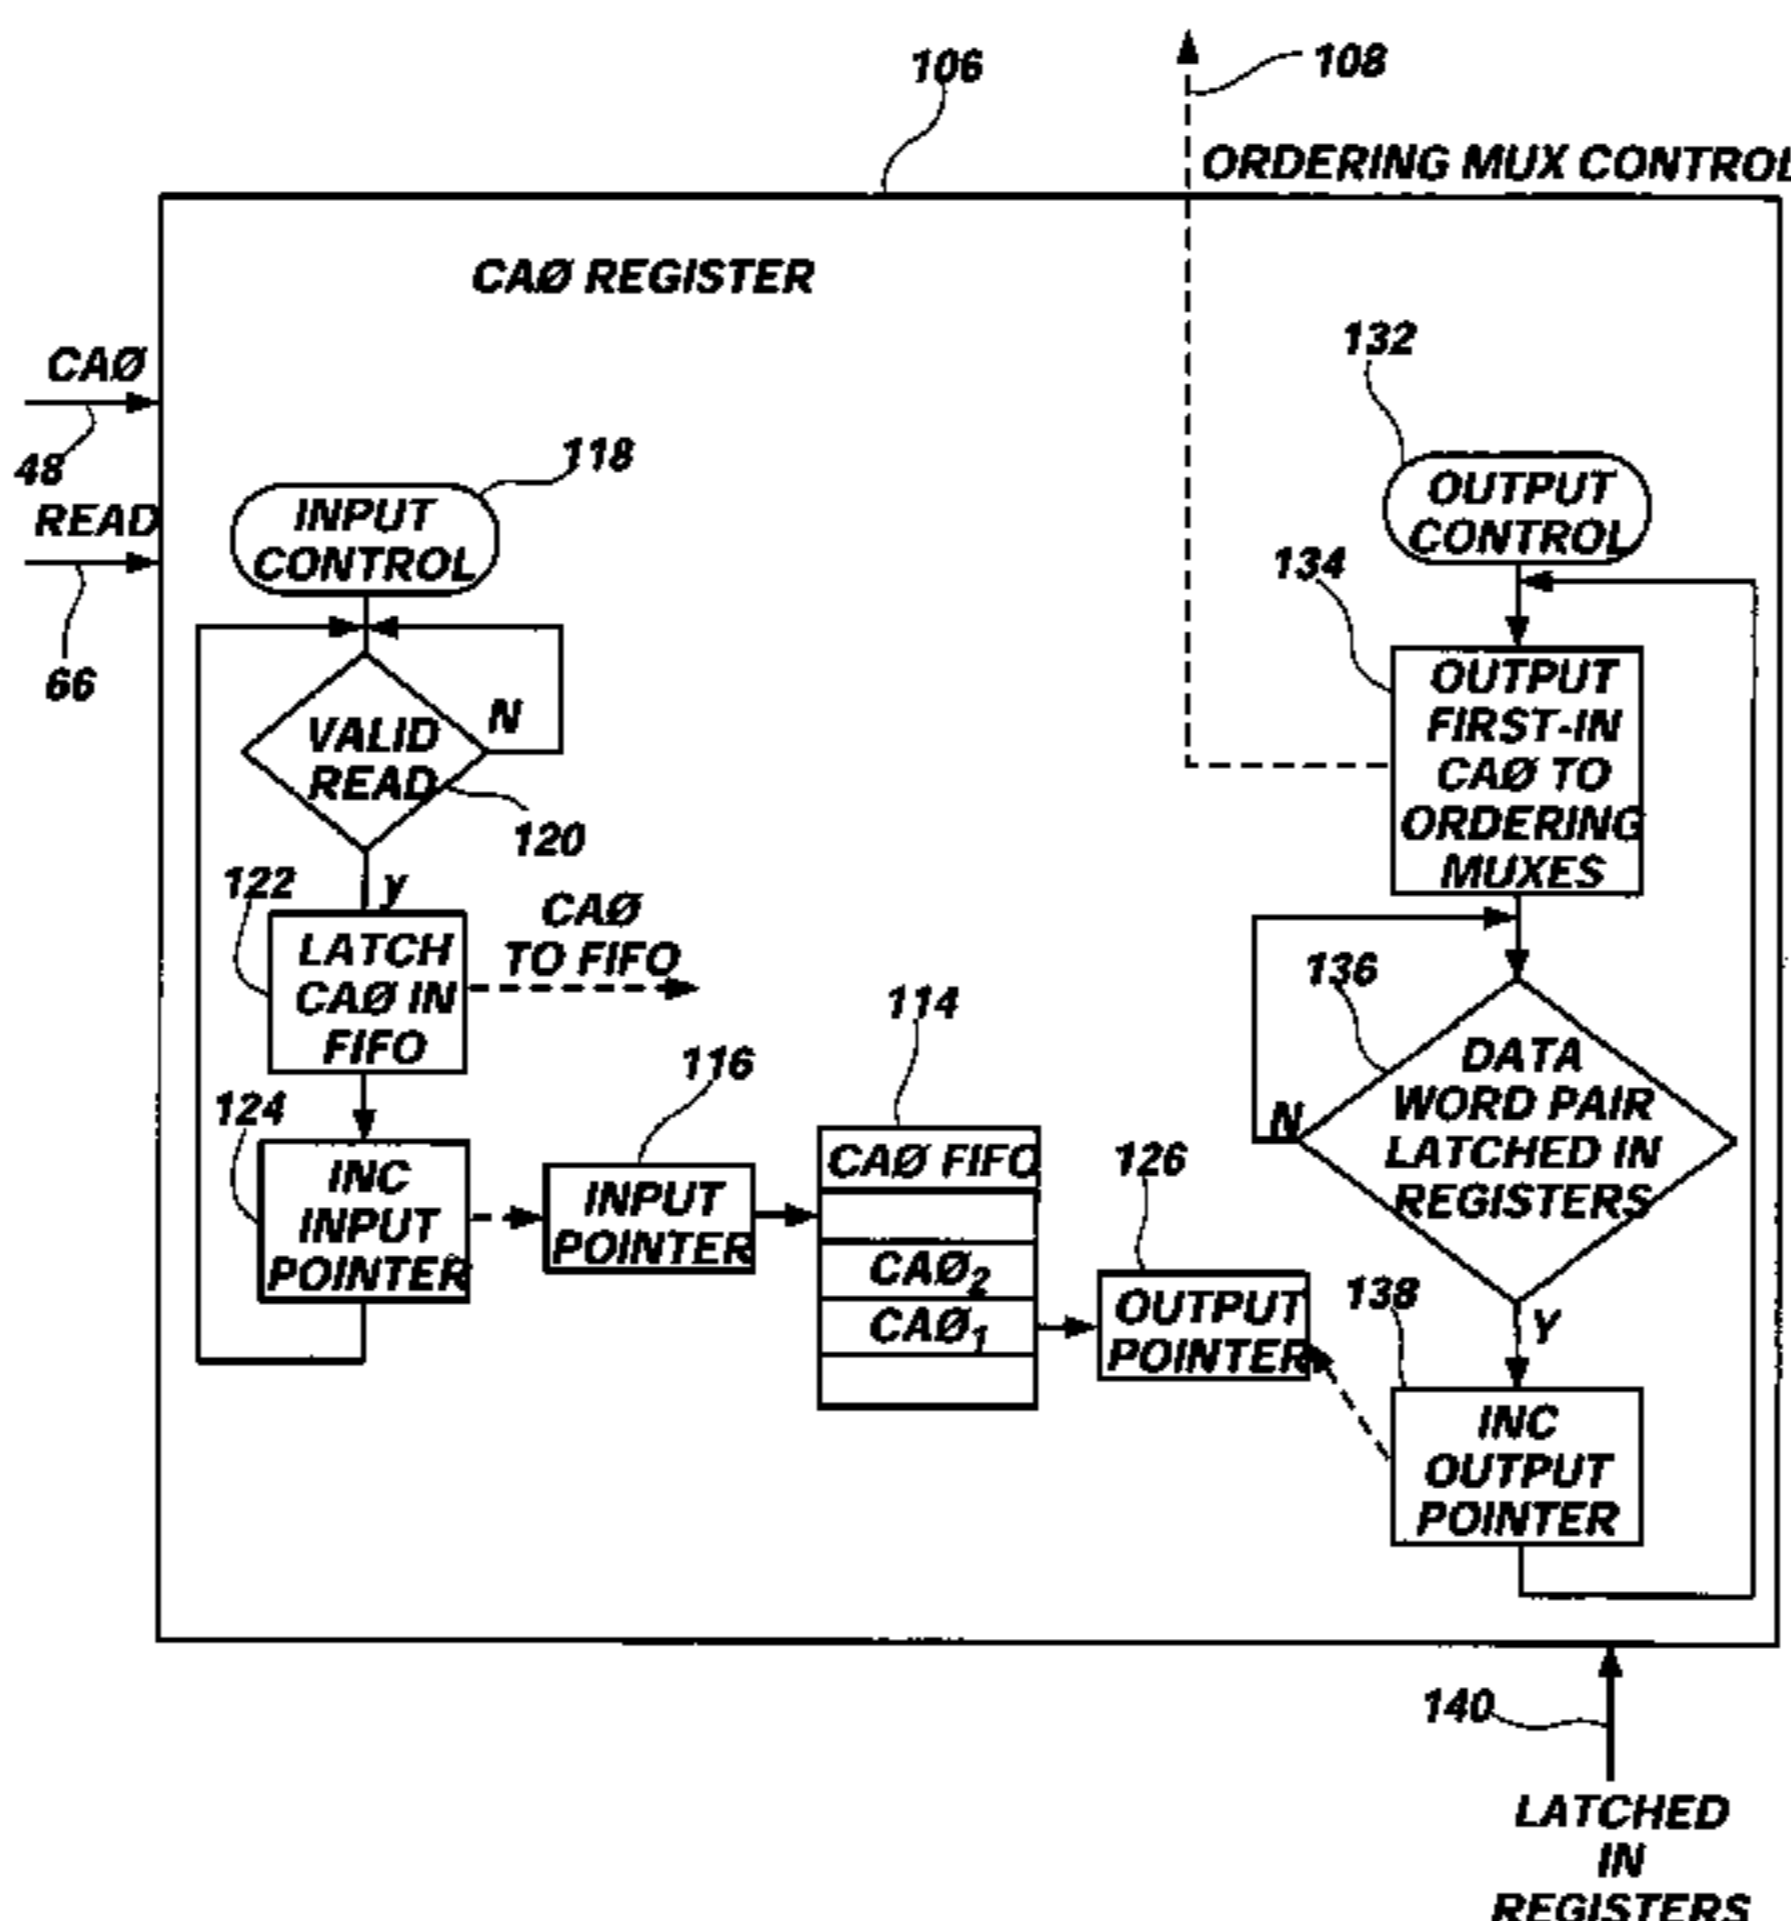 106
108
ORDERING MUX CONTROL
CAØ REGISTER
CAØ
48
READ
66
118
INPUT
CONTROL
VALID
READ
N
120
y
122
LATCH
CAØ IN
FIFO
CAØ
TO FIFO
124
INC
INPUT
POINTER
116
INPUT
POINTER
114
CAØ FIFO
CAØ2
CAØ1
126
OUTPUT
POINTER
132
OUTPUT
CONTROL
134
OUTPUT
FIRST-IN
CAØ TO
ORDERING
MUXES
136
DATA
WORD PAIR
LATCHED IN
REGISTERS
N
Y
138
INC
OUTPUT
POINTER
140
LATCHED
IN
REGISTERS